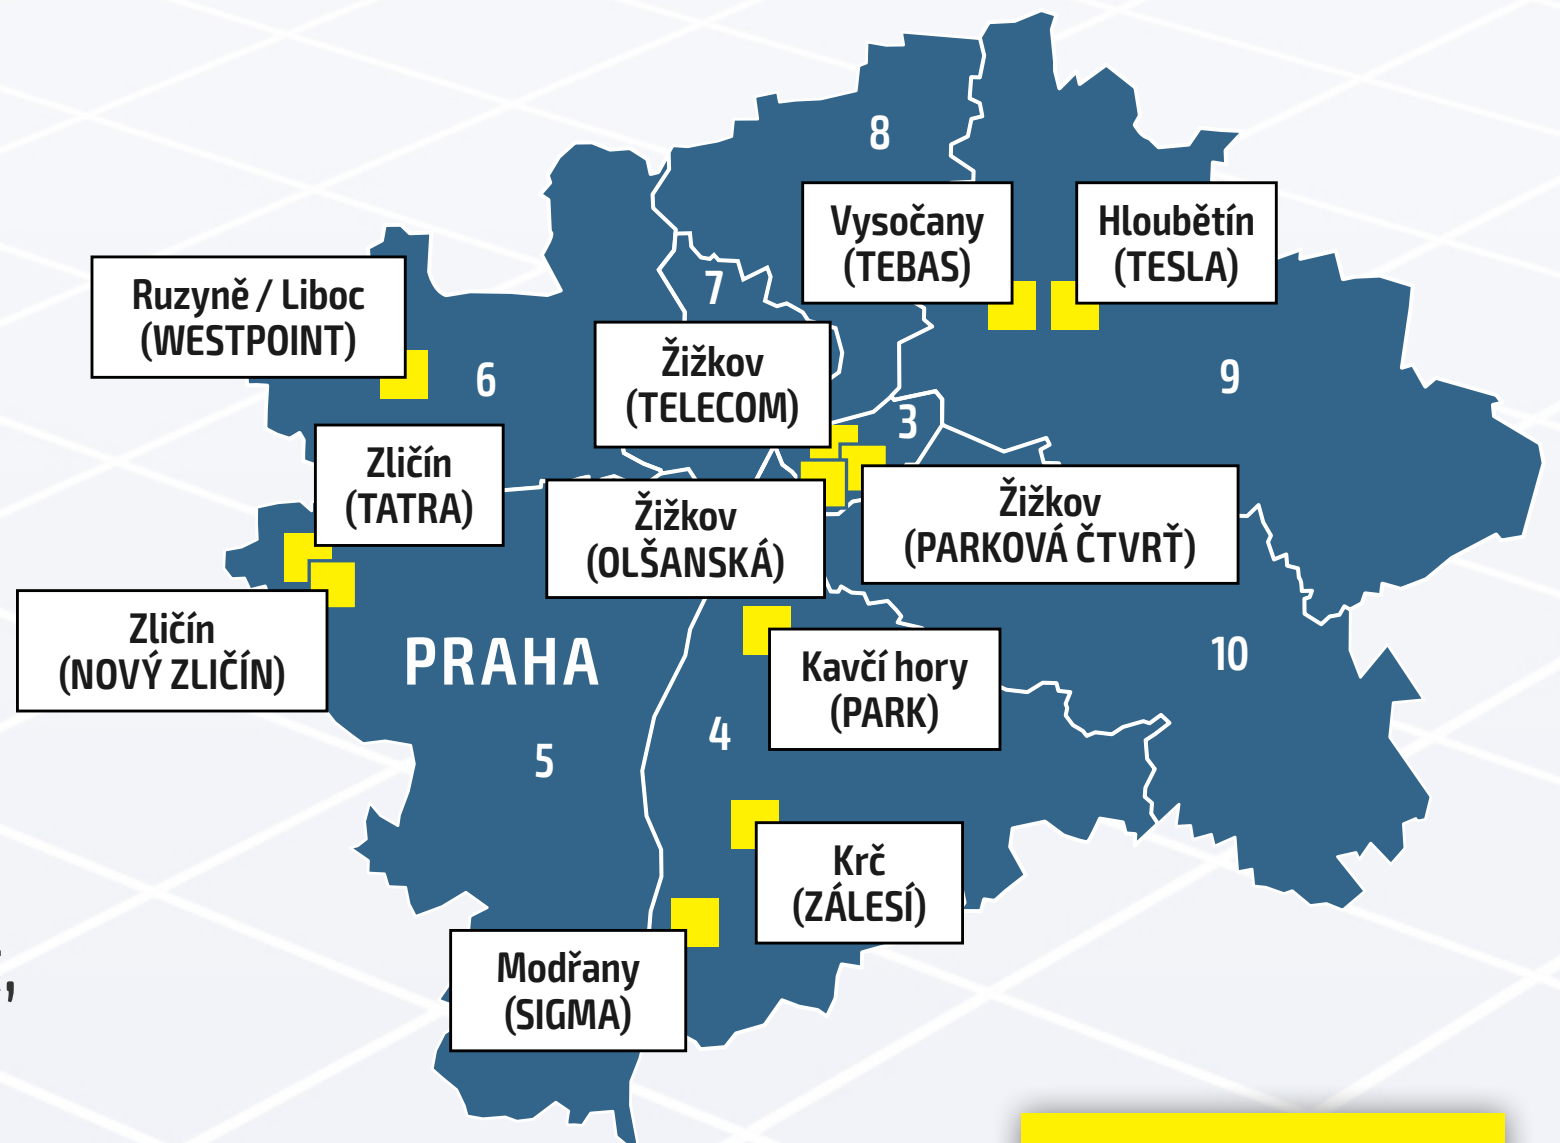 8
Vysočany
(TEBAS)
Hloubětín
(TESLA)
Ruzyně / Liboc
(WESTPOINT)
7
6
Žižkov
(TELECOM)
9
3
Zličín
(TATRA)
Žižkov
(OLŠANSKÁ)
Žižkov
(PARKOVÁ ČTVRŤ)
Zličín
(NOVÝ ZLIČÍN)
PRAHA
Kavčí hory
(PARK)
10
4
5
Krč
(ZÁLESÍ)
Modřany
(SIGMA)